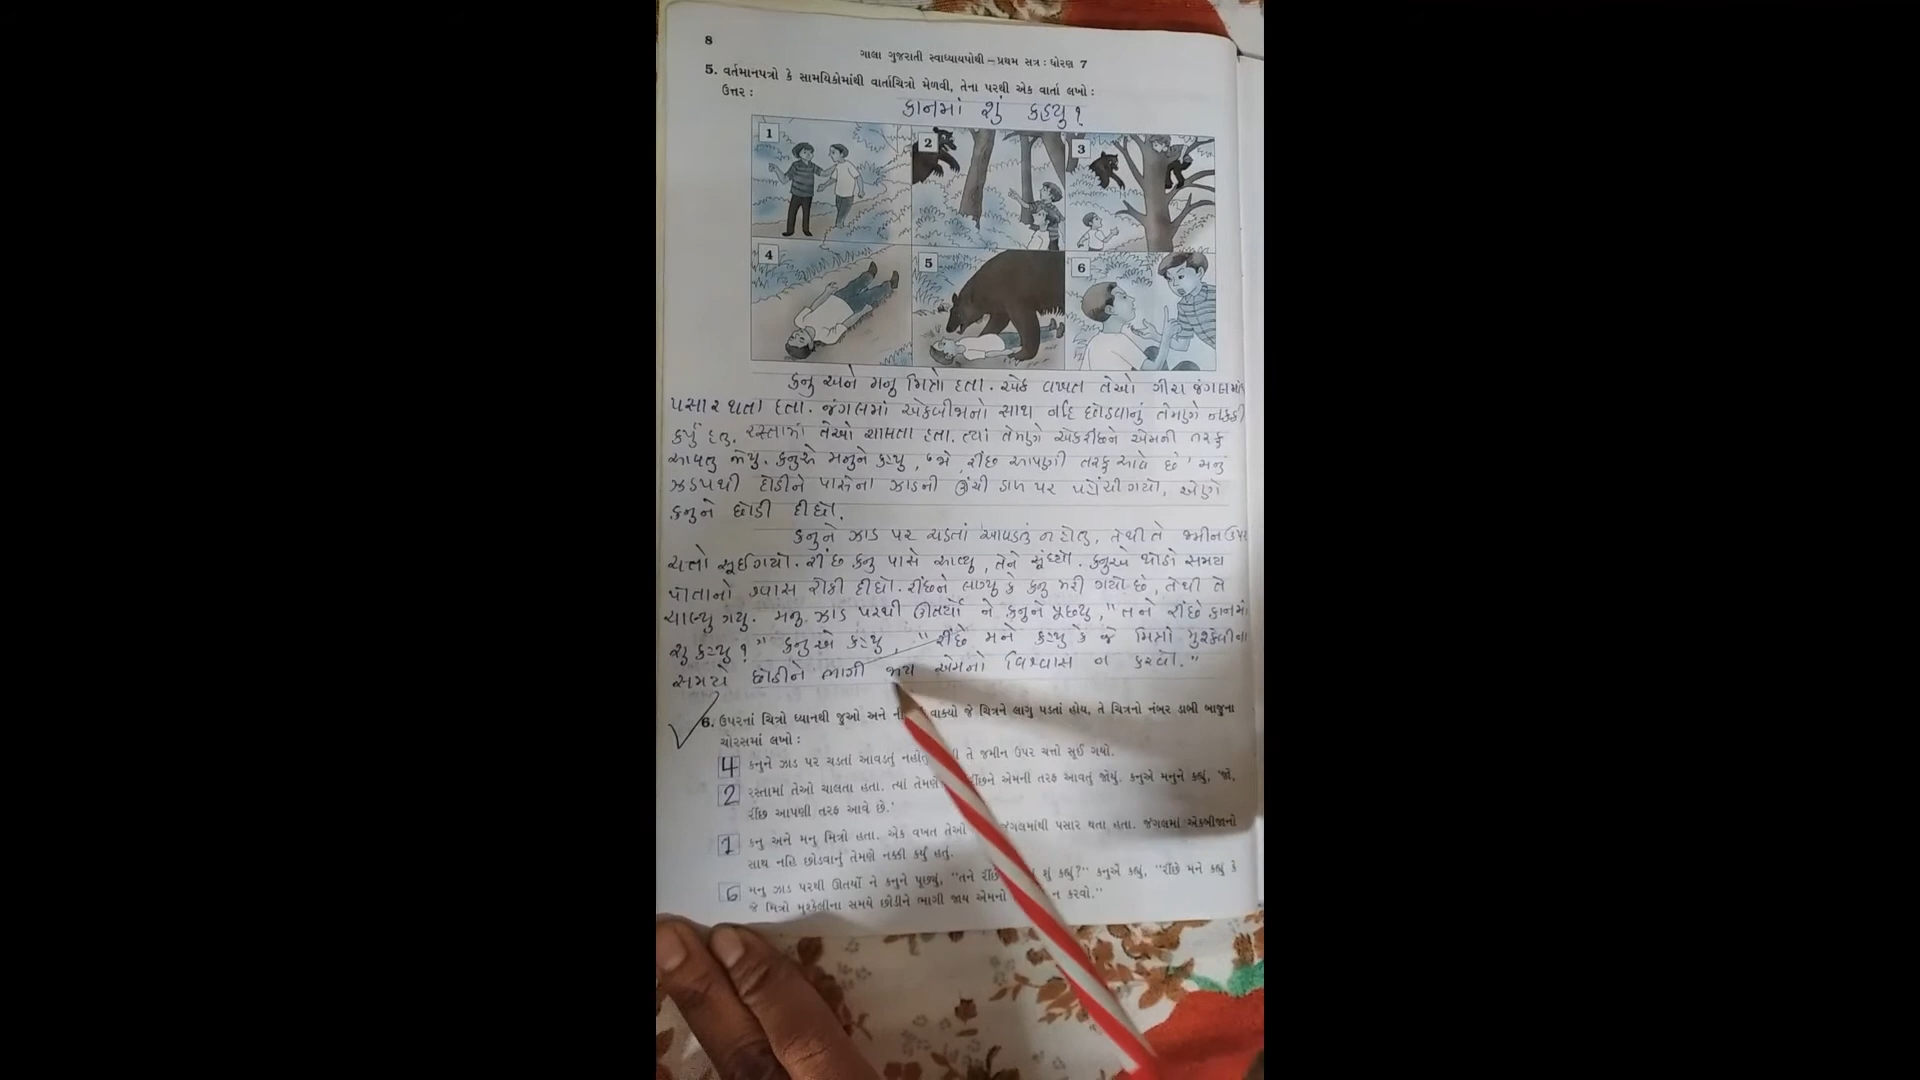 8
ગાલા ગુજરાતી સ્વાધ્યાયપોથી – પ્રથમ સત્ર : ધોરણ 7
5. વર્તમાનપત્રો કે સામયિકોમાંથી વાર્તાચિત્રો મેળવી, તેના પરથી એક વાર્તા લખો :
ઉત્તર :
કાનમાં શું કહ્યુ ?
1
2
3
4
5
6
કનુ અને મનુ મિત્રો હતા. એક વખત તેઓ ગીરા જંગલમાંથી
પસાર થતા હતા. જંગલમાં એકબીજાનો સાથ નહિ છોડવાનું તેમણે નક્કી
કર્યું હતુ. રસ્તામાં તેઓ ચાલતા હતા. ત્યાં તેમણે એક રીંછને એમની તરફ
આવતુ જોયુ. કનુએ મનુને કહ્યુ, 'જો, રીંછ આપણી તરફ આવે છે' મનુ
ઝડપથી દોડીને પાસેના ઝાડની ઊંચી ડાળ પર પહોંચી ગયો, એણે
કનુને છોડી દીધો.
કનુને ઝાડ પર ચડતાં આવડતું ન હોતુ, તેથી તે જમીન ઉપર
ચત્તો સૂઈ ગયો. રીંછ કનુ પાસે આવ્યુ, તેને સૂંઘ્યો. કનુએ થોડો સમય
પોતાનો શ્વાસ રોકી દીધો. રીંછને લાગ્યુ કે કનુ મરી ગયો છે, તેથી તે
ચાલ્યુ ગયુ. મનુ ઝાડ પરથી ઊતર્યો ને કનુને પૂછ્યુ, "તને રીંછે કાનમાં
શુ કહ્યુ ?" કનુએ કહ્યુ, "રીંછે મને કહ્યુ કે જે મિત્રો મુશ્કેલીના
સમયે છોડીને ભાગી જાય એમનો વિશ્વાસ ન કરવો."
6. ઉપરનાં ચિત્રો ધ્યાનથી જુઓ અને વાક્યો જે ચિત્રને લાગુ પડતાં હોય, તે ચિત્રનો નંબર ડાબી બાજુના
ચોરસમાં લખો :
4 કનુને ઝાડ પર ચડતાં આવડતું તે જમીન ઉપર ચત્તો સૂઈ ગયો.
2 રસ્તામાં તેઓ ચાલતા હતા. ત્યાં તેમણે રીંછને એમની તરફ આવતું જોયું. કનુએ મનુને કહ્યું, 'જો,
રીંછ આપણી તરફ આવે છે.'
1 કનુ અને મનુ મિત્રો હતા. એક વખત તેઓ જંગલમાંથી પસાર થતા હતા. જંગલમાં એકબીજાનો
સાથ નહિ છોડવાનું તેમણે નક્કી કર્યું હતું.
6 મનુ ઝાડ પરથી ઊતર્યો ને કનુને પૂછ્યું, "તને શું કહ્યું?" કનુએ કહ્યું, "રીંછે મને કહ્યું કે
જે મિત્રો મુશ્કેલીના સમયે છોડીને ભાગી જાય એમનો ન કરવો."